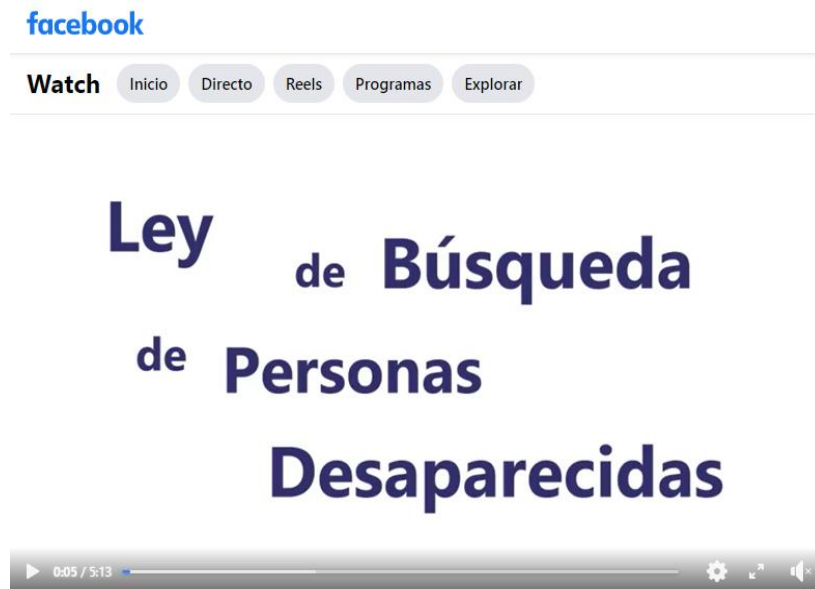 facebook
Watch Inicio Directo Reels Programas Explorar
Ley
de Búsqueda
de Personas
Desaparecidas
0:05 / 5:13